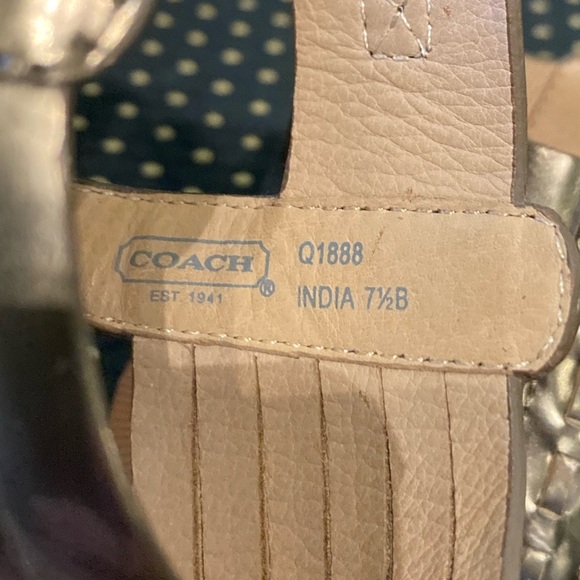 COACH ®
EST. 1941
Q1888
INDIA 7½B